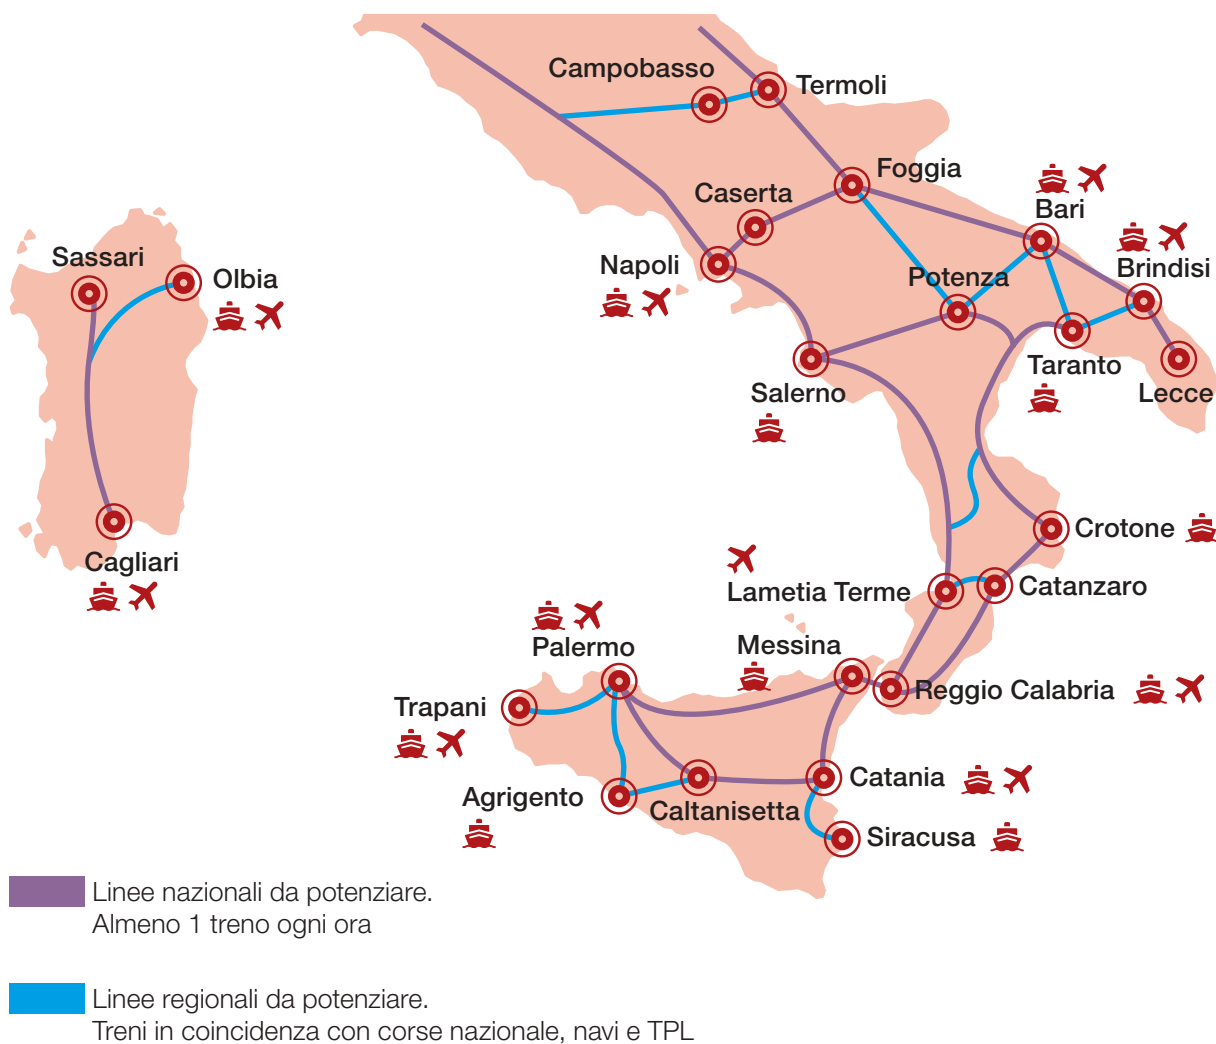 Campobasso
Termoli
Foggia
Caserta
Bari
Sassari
Olbia
Napoli
Potenza
Brindisi
Taranto
Salerno
Lecce
Crotone
Cagliari
Lametia Terme
Catanzaro
Palermo
Messina
Reggio Calabria
Trapani
Catania
Agrigento
Caltanisetta
Siracusa
Linee nazionali da potenziare.
Almeno 1 treno ogni ora
Linee regionali da potenziare.
Treni in coincidenza con corse nazionale, navi e TPL